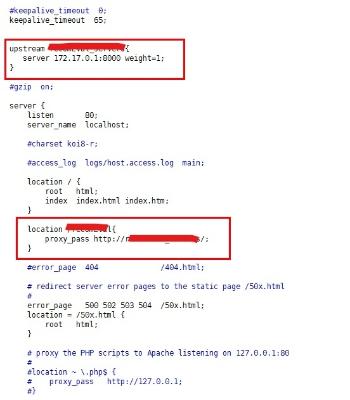 #keepalive_timeout 0;
keepalive_timeout 65;
upstream {
server 172.17.0.1:8000 weight=1;
}
#gzip on;
server {
listen 80;
server_name localhost;
#charset koi8-r;
#access_log logs/host.access.log main;
location / {
root html;
index index.html index.htm;
}
location {
proxy_pass http:// /;
}
#error_page 404 /404.html;
# redirect server error pages to the static page /50x.html
#
error_page 500 502 503 504 /50x.html;
location = /50x.html {
root html;
}
# proxy the PHP scripts to Apache listening on 127.0.0.1:80
#
#location ~ \.php$ {
# proxy_pass http://127.0.0.1;
#}